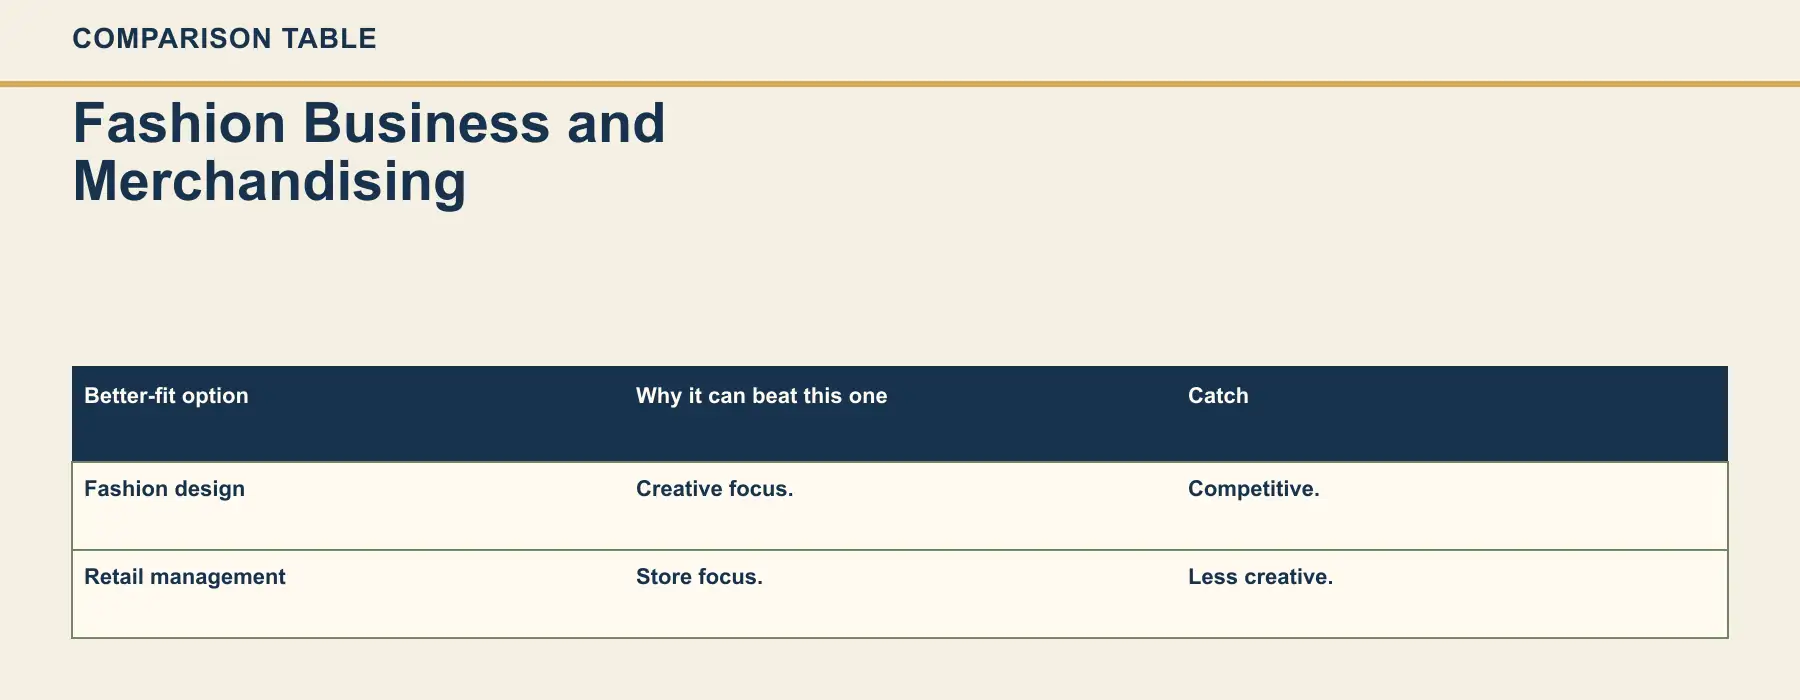 COMPARISON TABLE
Fashion Business and
Merchandising
Better-fit option Why it can beat this one Catch
Fashion design Creative focus. Competitive.
Retail management Store focus. Less creative.